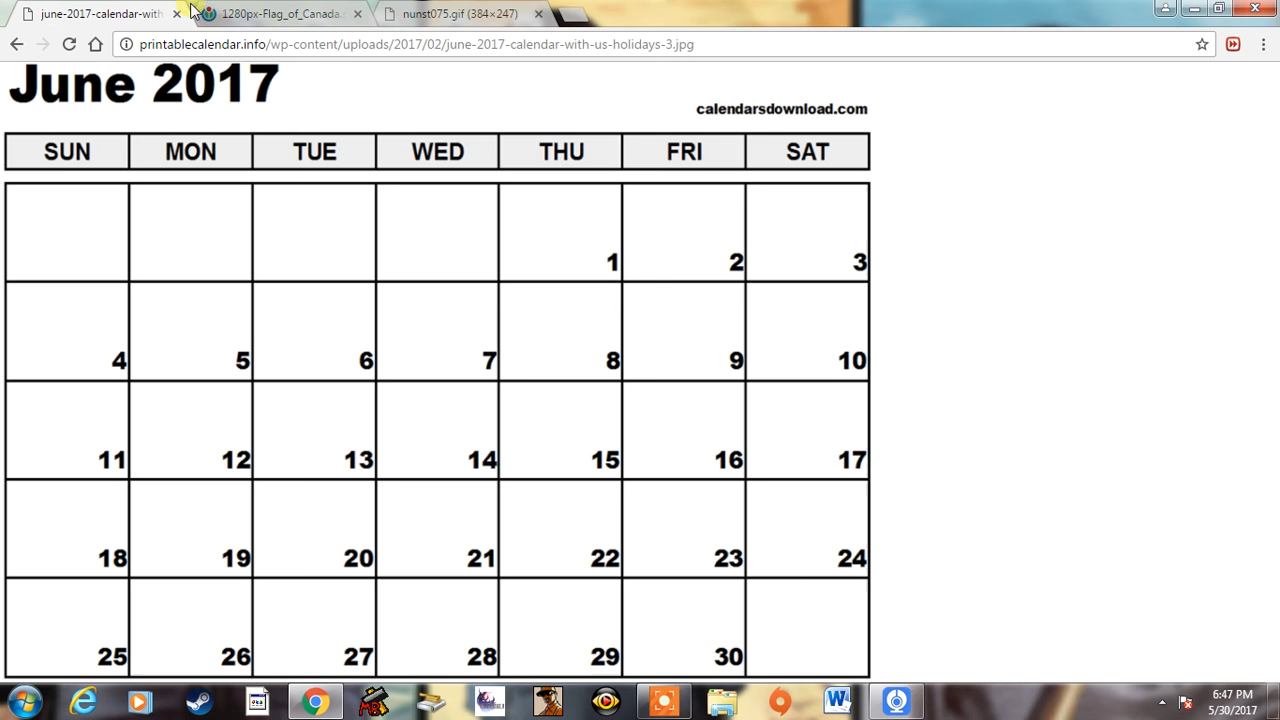 june-2017-calendar-with
1280px-Flag_of_Canada.s
nunst075.gif (384×247)
printablecalendar.info/wp-content/uploads/2017/02/june-2017-calendar-with-us-holidays-3.jpg
June 2017
calendarsdownload.com
SUN MON TUE WED THU FRI SAT
1 2 3
4 5 6 7 8 9 10
11 12 13 14 15 16 17
18 19 20 21 22 23 24
25 26 27 28 29 30
6:47 PM
5/30/2017